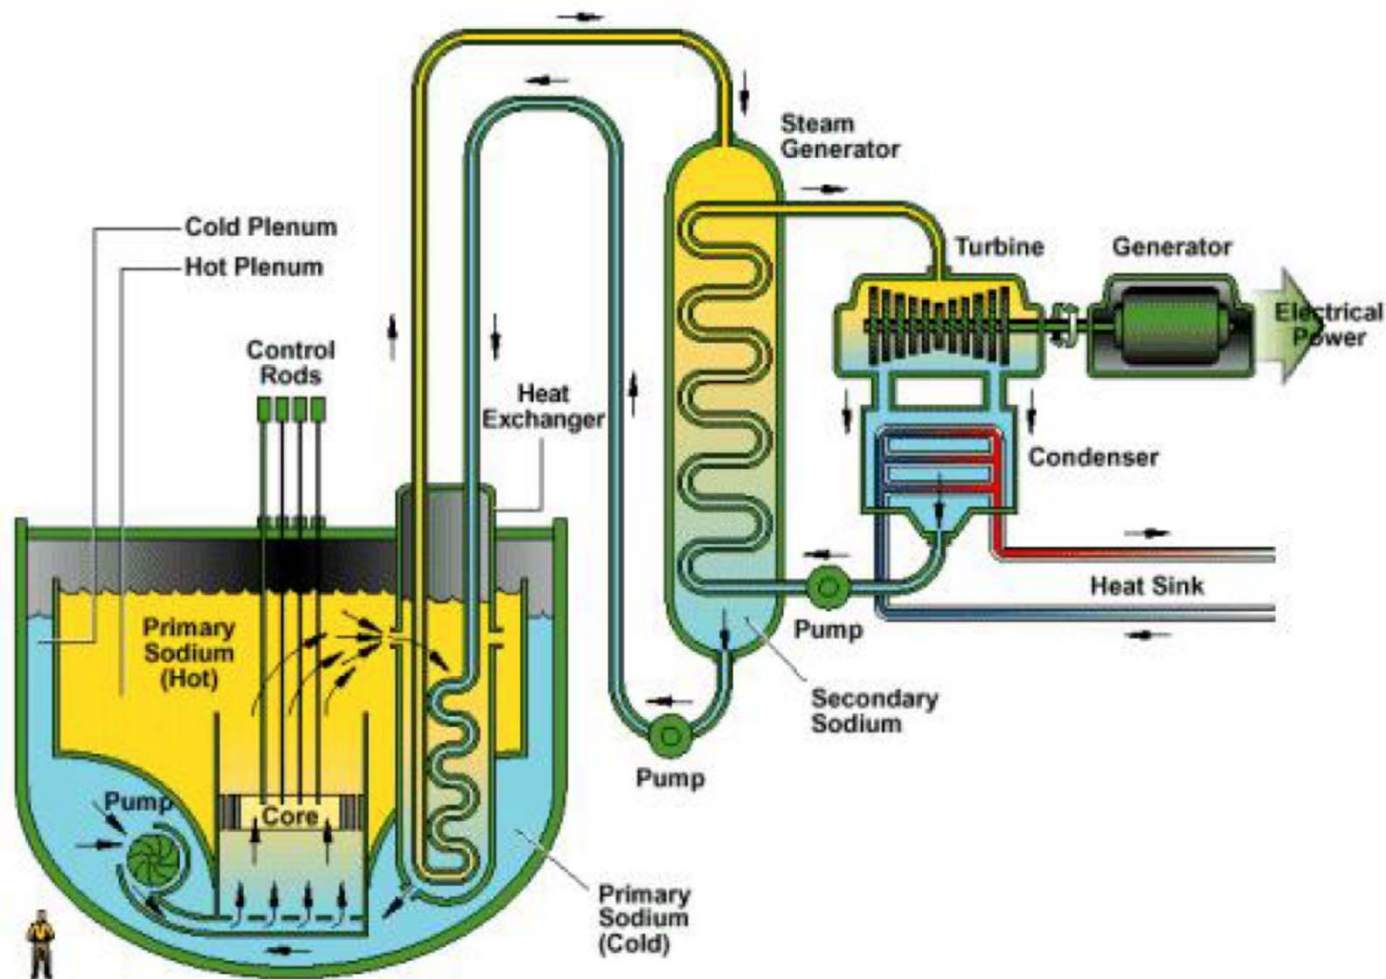 Steam
Generator
Cold Plenum
Hot Plenum
Turbine
Generator
Electrical
Power
Control
Rods
Heat
Exchanger
Condenser
Heat Sink
Primary
Sodium
(Hot)
Pump
Secondary
Sodium
Pump
Pump
Core
Primary
Sodium
(Cold)